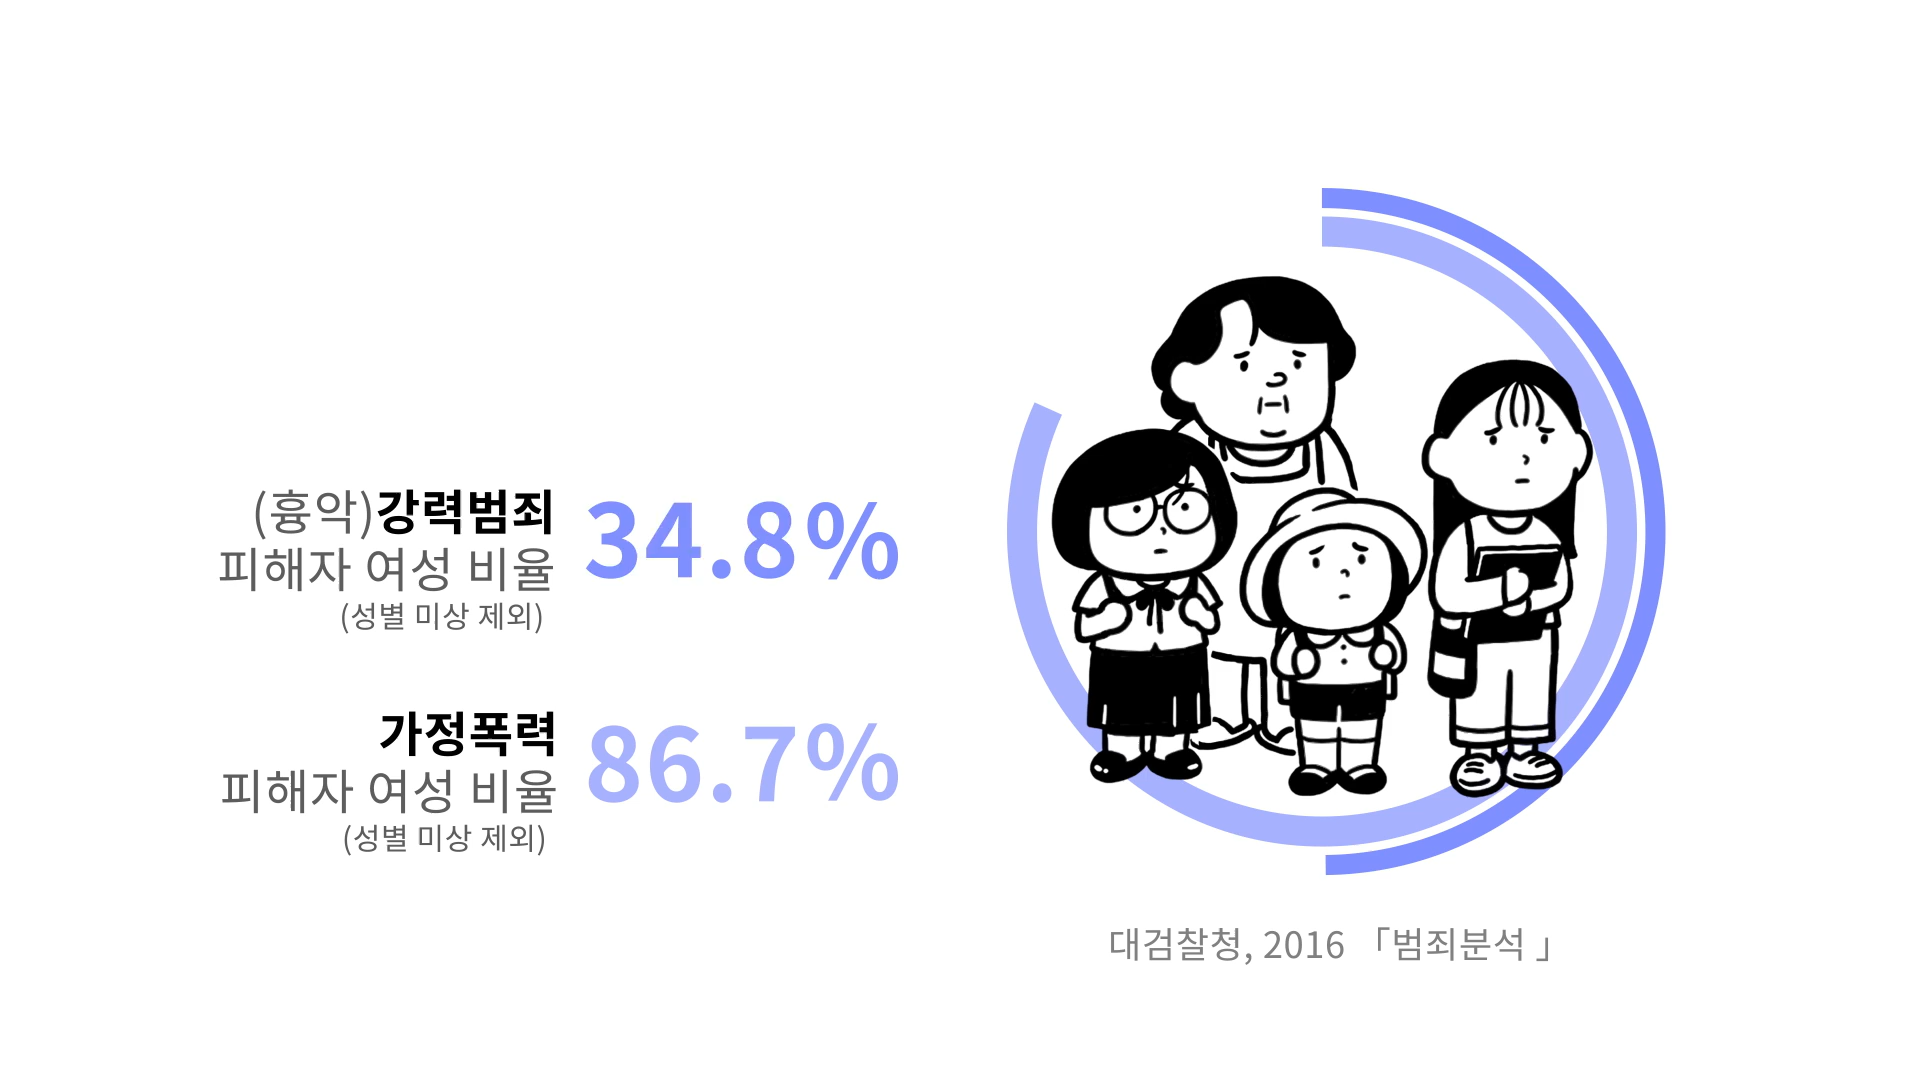 (흉악)강력범죄
피해자 여성 비율
(성별 미상 제외)
34.8%
가정폭력
피해자 여성 비율
(성별 미상 제외)
86.7%
대검찰청, 2016 「범죄분석 」